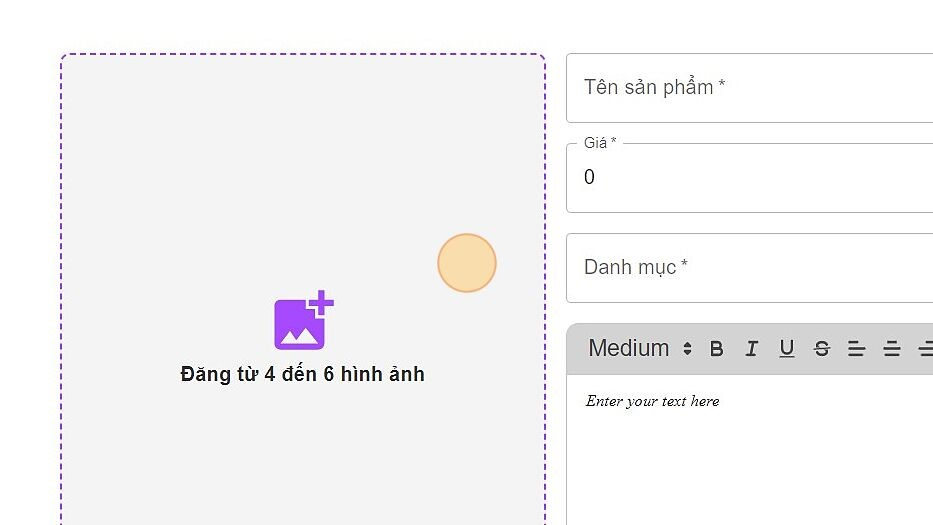 Đăng từ 4 đến 6 hình ảnh
Tên sản phẩm *
Giá *
0
Danh mục *
Medium B I U S
Enter your text here